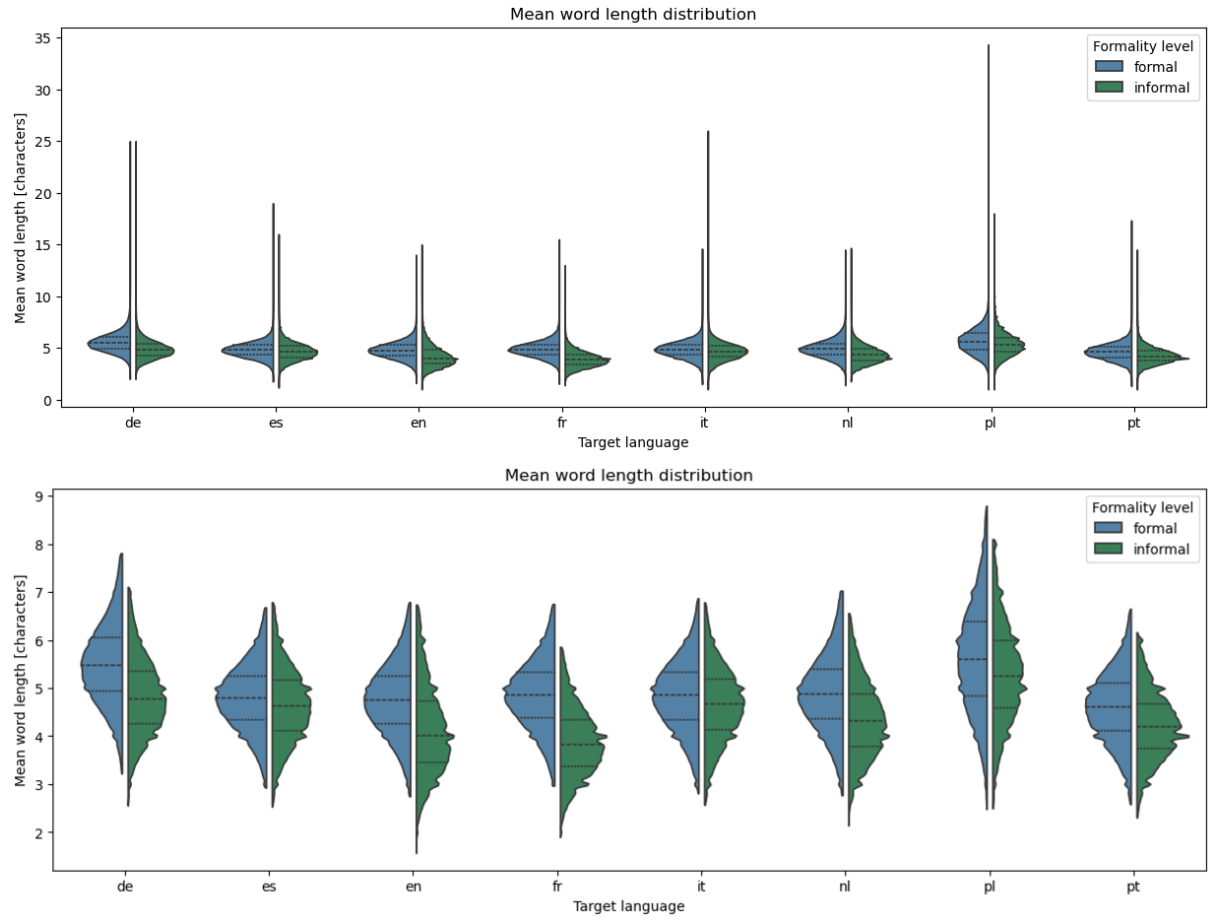 Mean word length distribution
Mean word length [characters]
35
30
25
20
15
10
5
0
Formality level
formal
informal
de es en fr it nl pl pt
Target language
Mean word length distribution
Mean word length [characters]
9
8
7
6
5
4
3
2
Formality level
formal
informal
de es en fr it nl pl pt
Target language